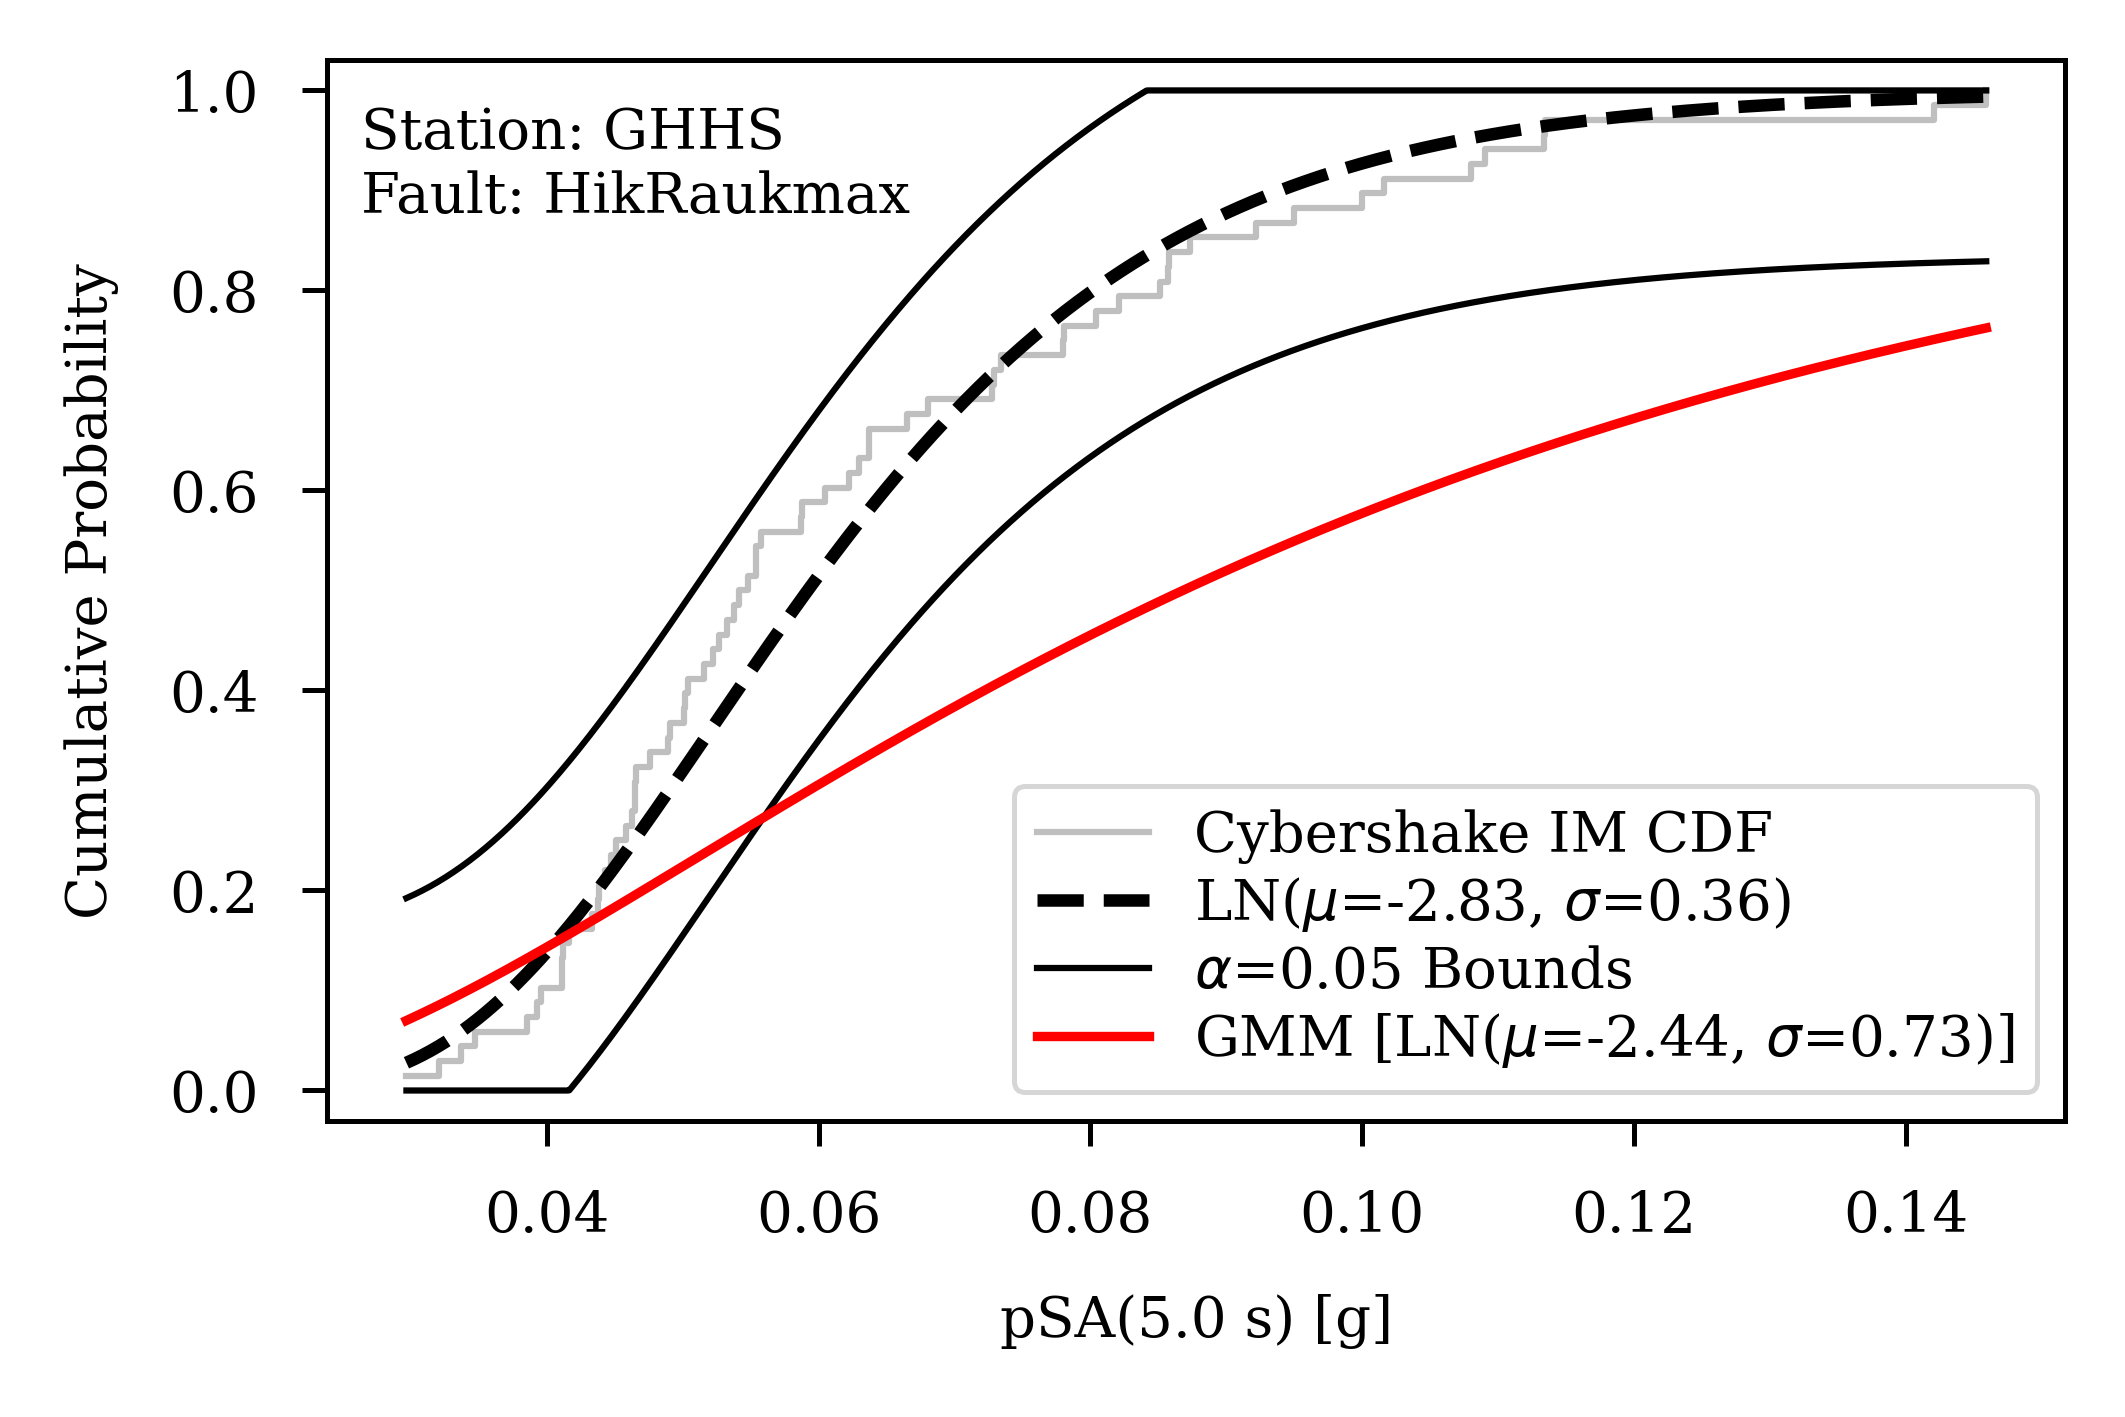 Station: GHHS
Fault: HikRaukmax
Cumulative Probability
1.0
0.8
0.6
0.4
0.2
0.0
Cybershake IM CDF
LN(μ=-2.83, σ=0.36)
α=0.05 Bounds
GMM [LN(μ=-2.44, σ=0.73)]
0.04 0.06 0.08 0.10 0.12 0.14
pSA(5.0 s) [g]